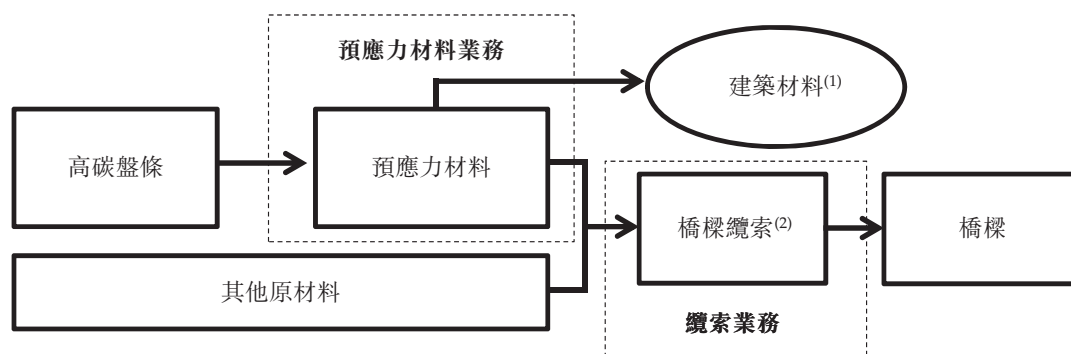 預應力材料業務
建築材料(1)
高碳盤條
預應力材料
橋樑纜索(2)
橋樑
其他原材料
纜索業務